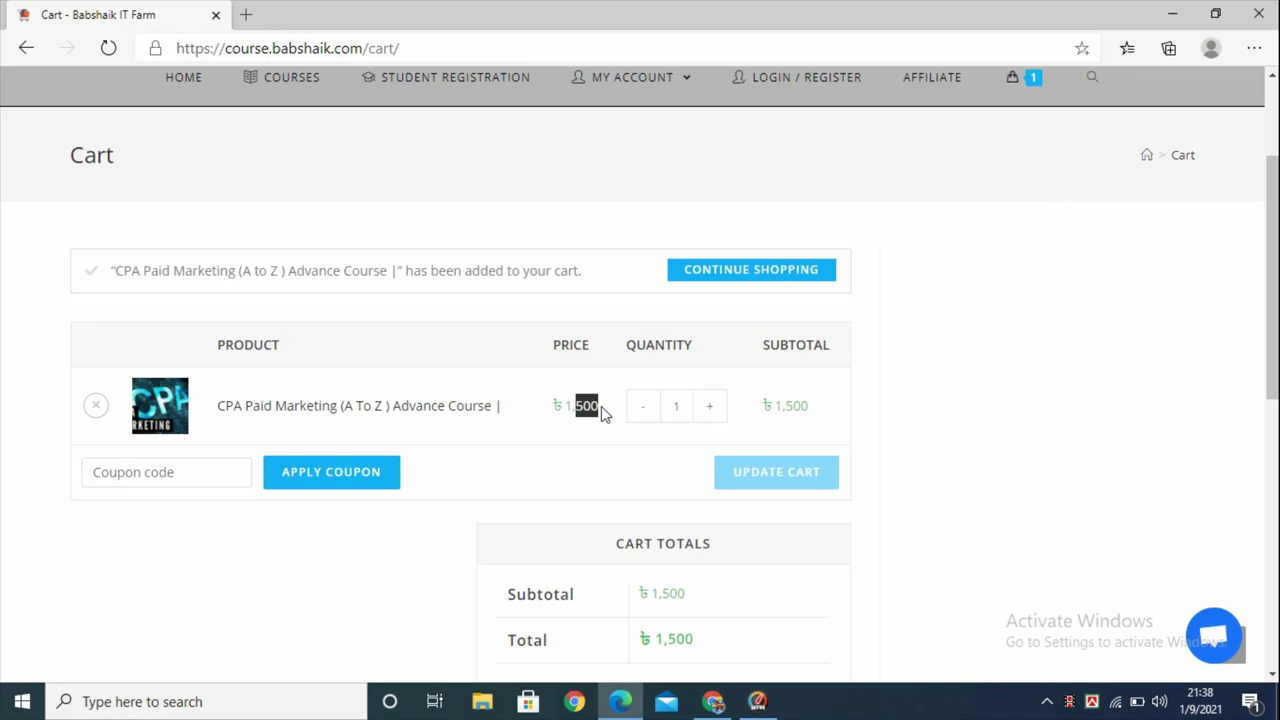 Cart - Babshaik IT Farm
https://course.babshaik.com/cart/
HOME COURSES STUDENT REGISTRATION MY ACCOUNT LOGIN / REGISTER AFFILIATE 1
Cart
> Cart
“CPA Paid Marketing (A to Z ) Advance Course |” has been added to your cart.
CONTINUE SHOPPING
PRODUCT PRICE QUANTITY SUBTOTAL
CPA
MARKETING
CPA Paid Marketing (A To Z ) Advance Course | ৳ 1,500 - 1 + ৳ 1,500
Coupon code APPLY COUPON UPDATE CART
CART TOTALS
Subtotal ৳ 1,500
Total ৳ 1,500
Activate Windows
Go to Settings to activate Windows.
Type here to search
21:38
1/9/2021
1